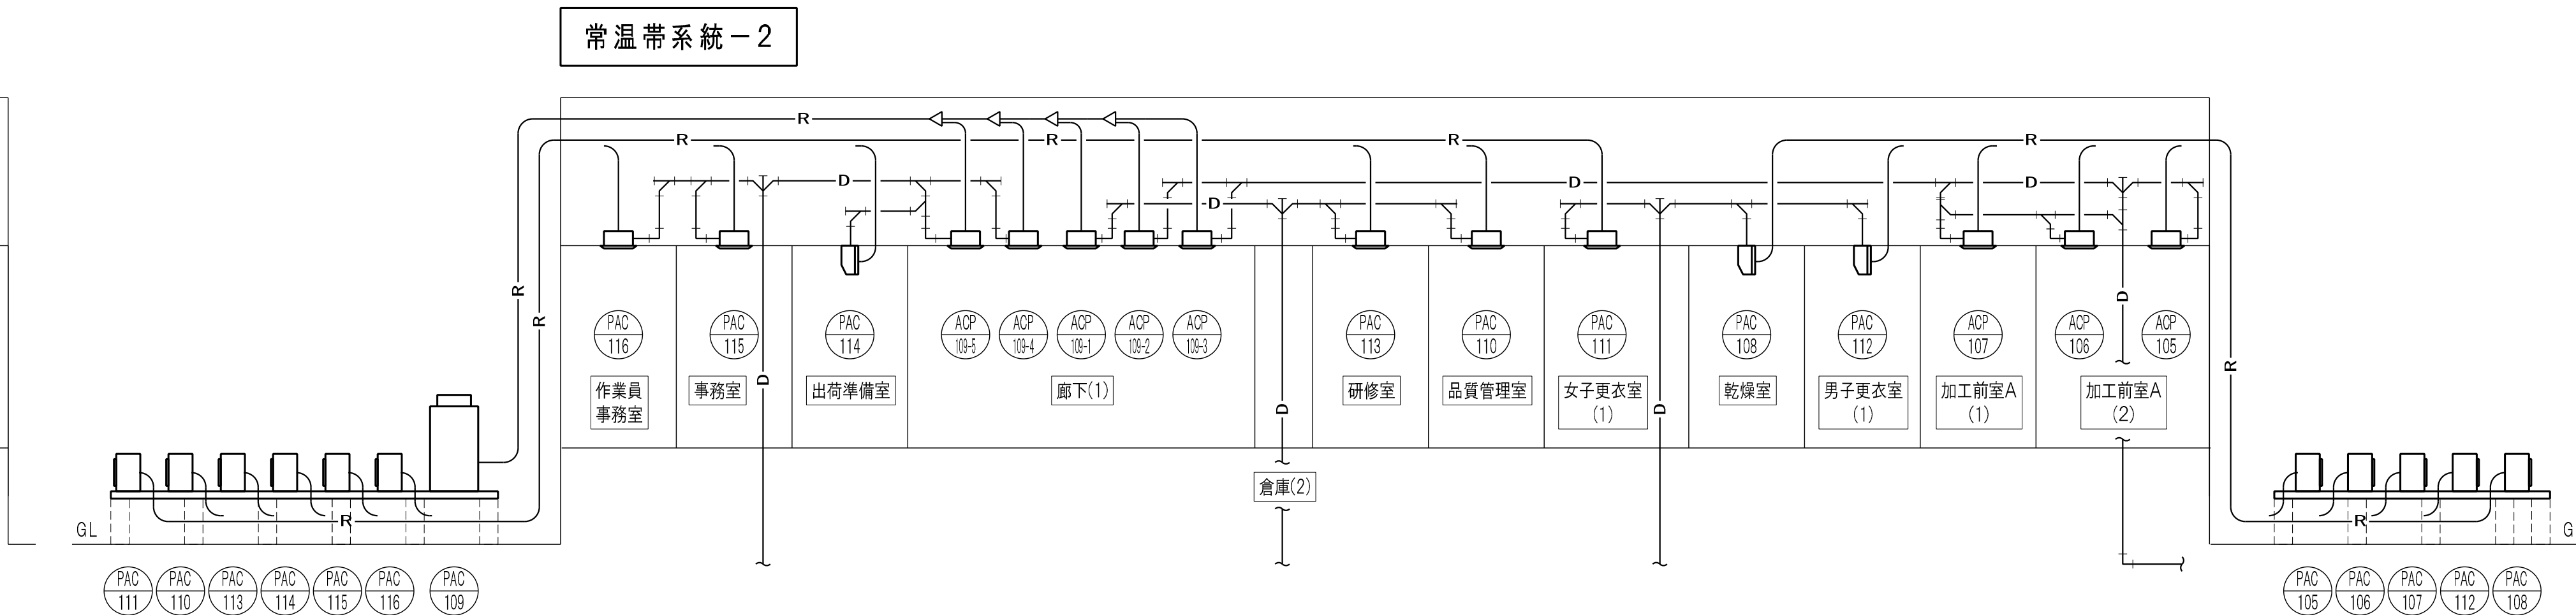 常温帯系統－2
R
R
R
R
R
D
D
D
D
R
R
D
D
D
D
R
PAC
116
PAC
115
PAC
114
ACP
109-5
ACP
109-4
ACP
109-1
ACP
109-2
ACP
109-3
PAC
113
PAC
110
PAC
111
PAC
108
PAC
112
ACP
107
ACP
106
ACP
105
作業員
事務室
事務室
出荷準備室
廊下(1)
研修室
品質管理室
女子更衣室
(1)
乾燥室
男子更衣室
(1)
加工前室A
(1)
加工前室A
(2)
倉庫(2)
GL
R
R
G
PAC
111
PAC
110
PAC
113
PAC
114
PAC
115
PAC
116
PAC
109
PAC
105
PAC
106
PAC
107
PAC
112
PAC
108